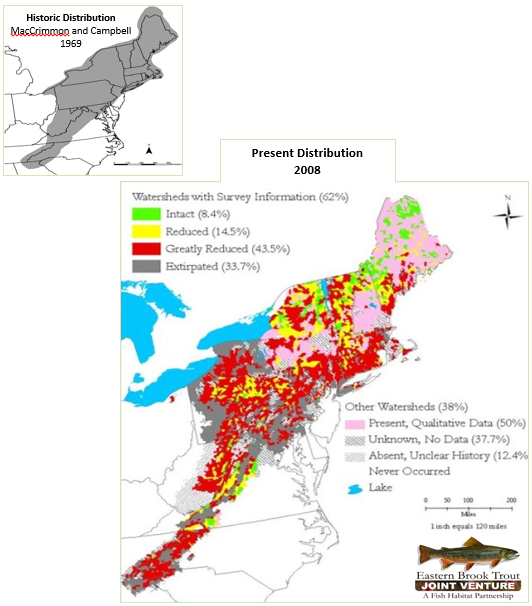 Historic Distribution
MacCrimmon and Campbell
1969
Present Distribution
2008
Watersheds with Survey Information (62%)
Intact (8.4%)
Reduced (14.5%)
Greatly Reduced (43.5%)
Extirpated (33.7%)
N
Other Watersheds (38%)
Present, Qualitative Data (50%)
Unknown, No Data (37.7%)
Absent, Unclear History (12.4%
Never Occurred
Lake
0 50 100 200
Miles
1 inch equals 120 miles
Eastern Brook Trout
JOINT VENTURE
A Fish Habitat Partnership